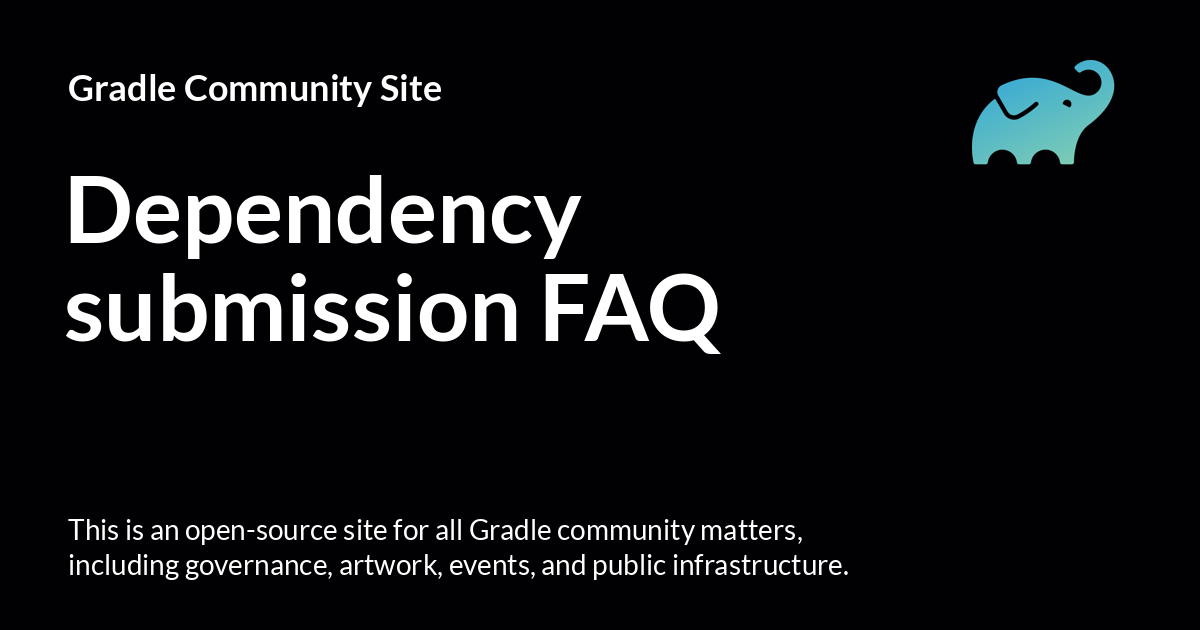 Gradle Community Site
Dependency
submission FAQ
This is an open-source site for all Gradle community matters,
including governance, artwork, events, and public infrastructure.